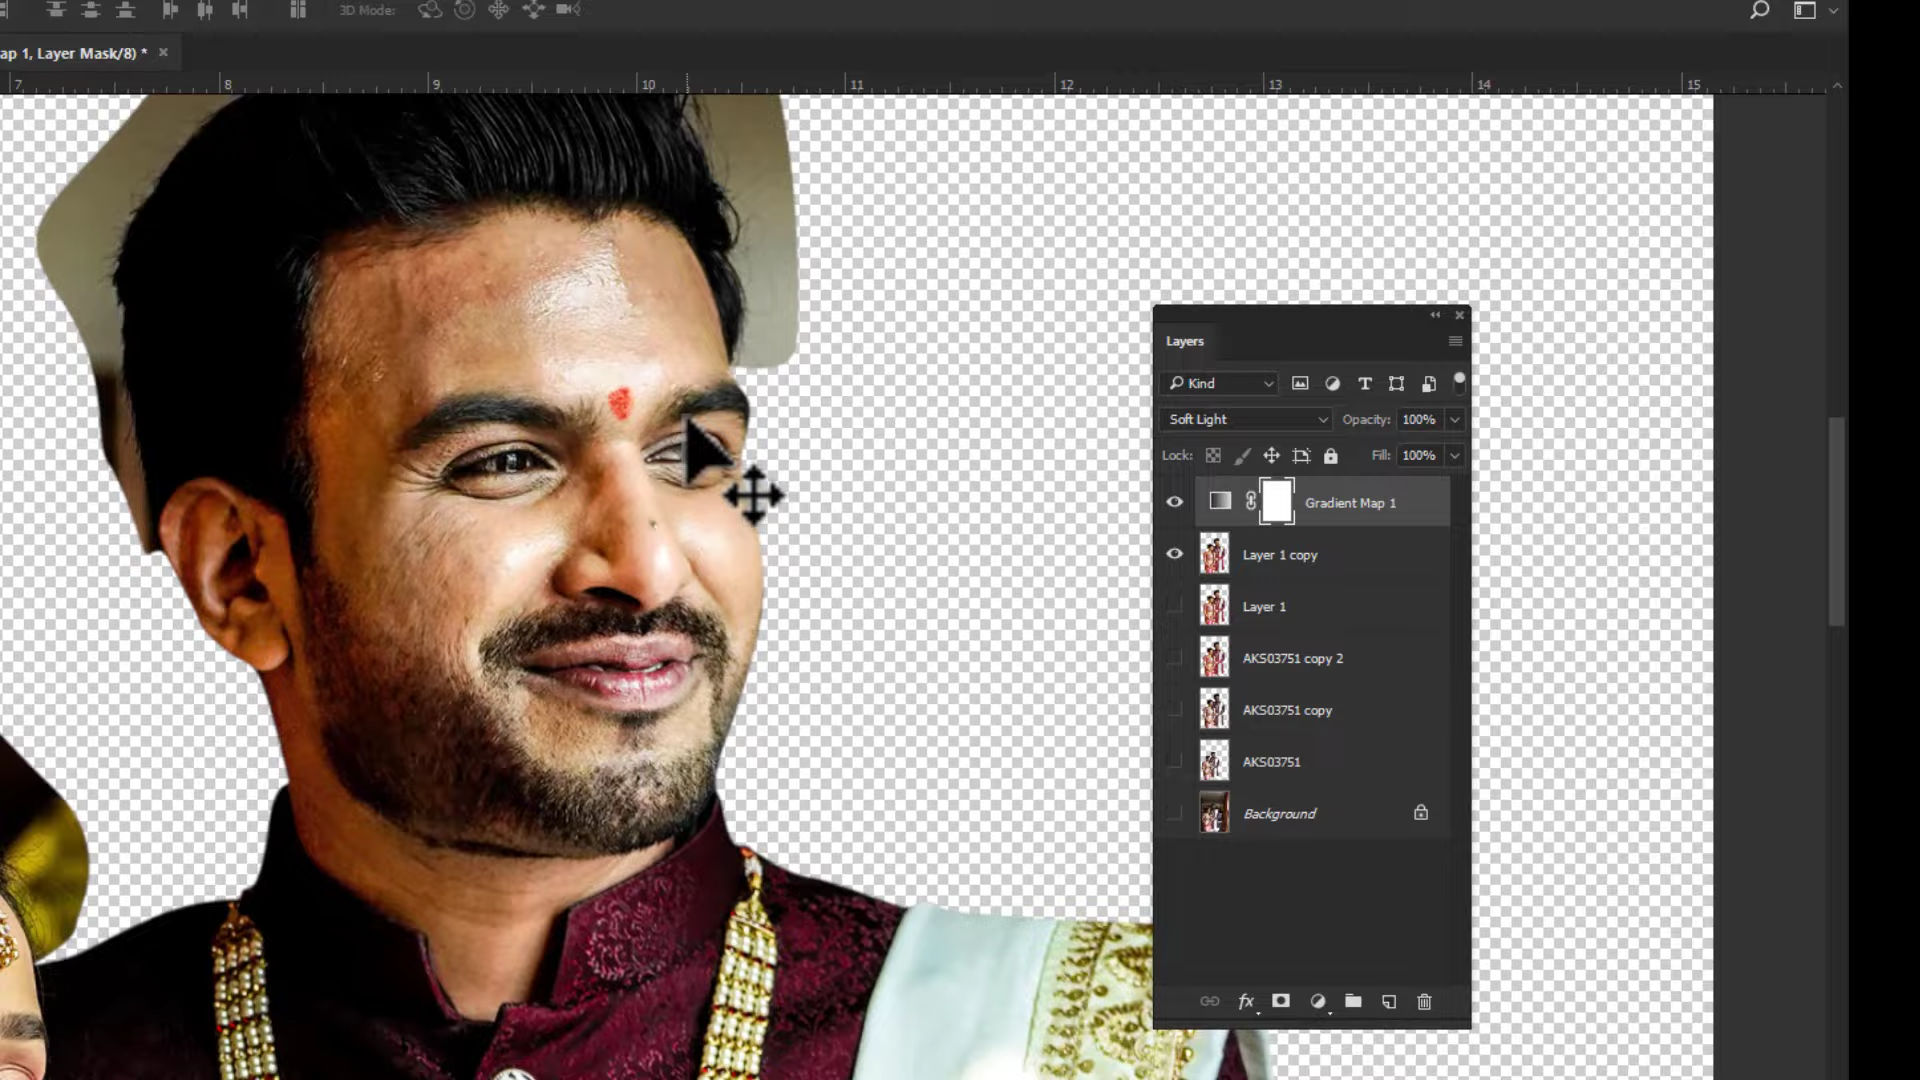 3D Mode:
ap 1, Layer Mask/8) *
7 8 9 10 11 12 13 14 15
Layers
Kind
Soft Light Opacity: 100%
Lock: Fill: 100%
Gradient Map 1
Layer 1 copy
Layer 1
AKS03751 copy 2
AKS03751 copy
AKS03751
Background
fx